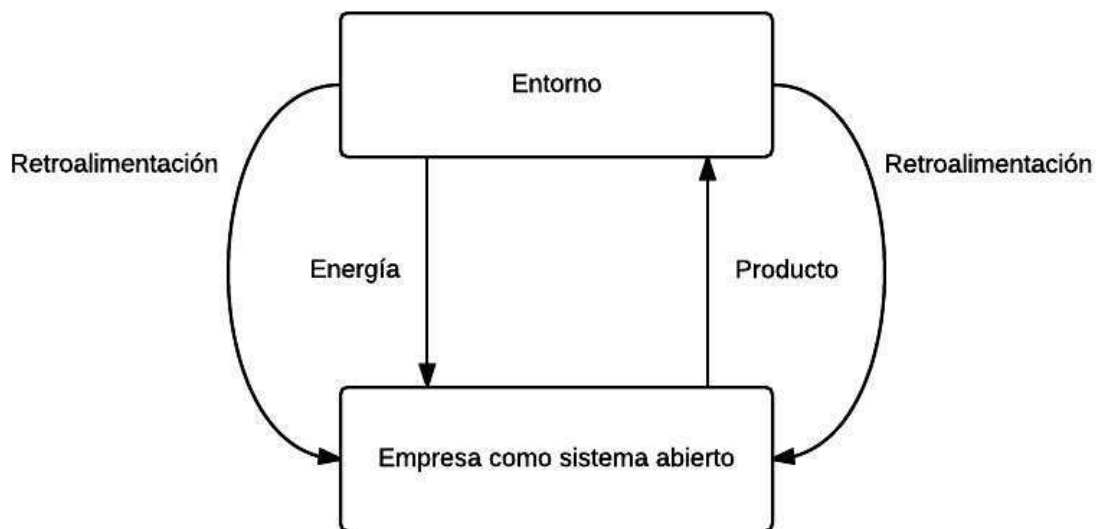 Entorno
Retroalimentación
Retroalimentación
Energía
Producto
Empresa como sistema abierto